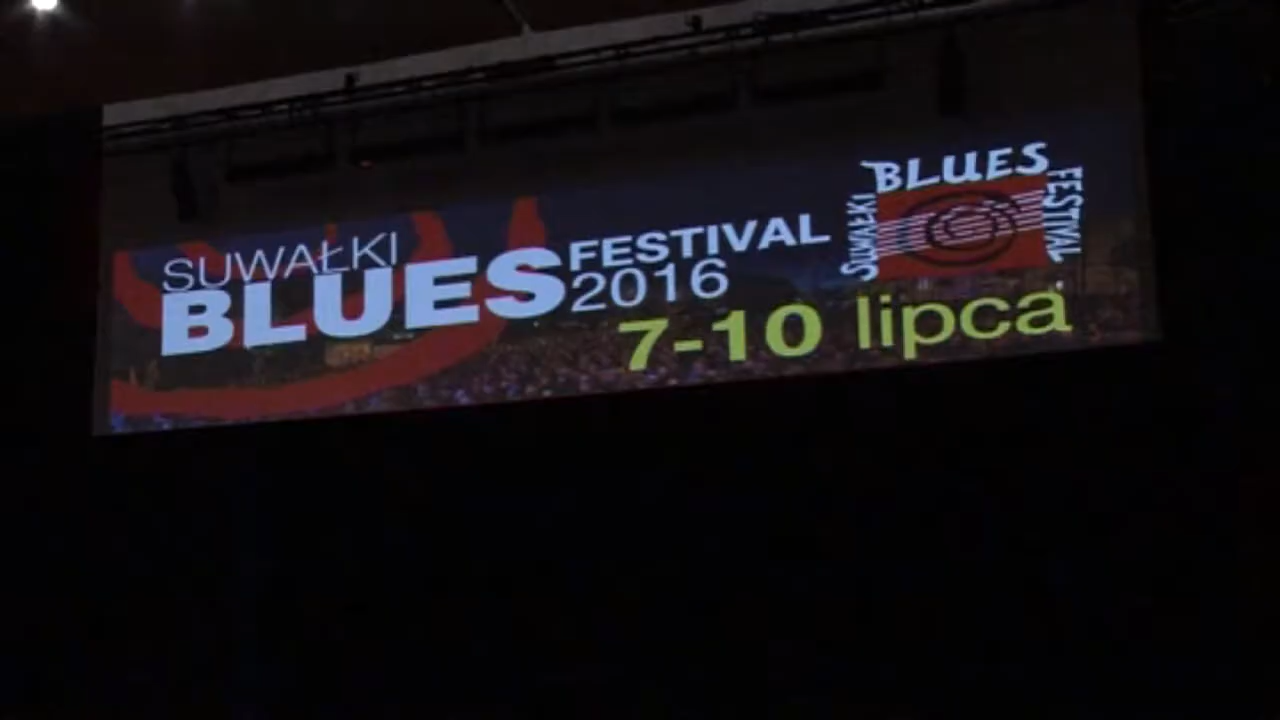 SUWAŁKI
BLUES FESTIVAL
2016
7-10 lipca
BLUES
SUWAŁKI
FESTIVAL